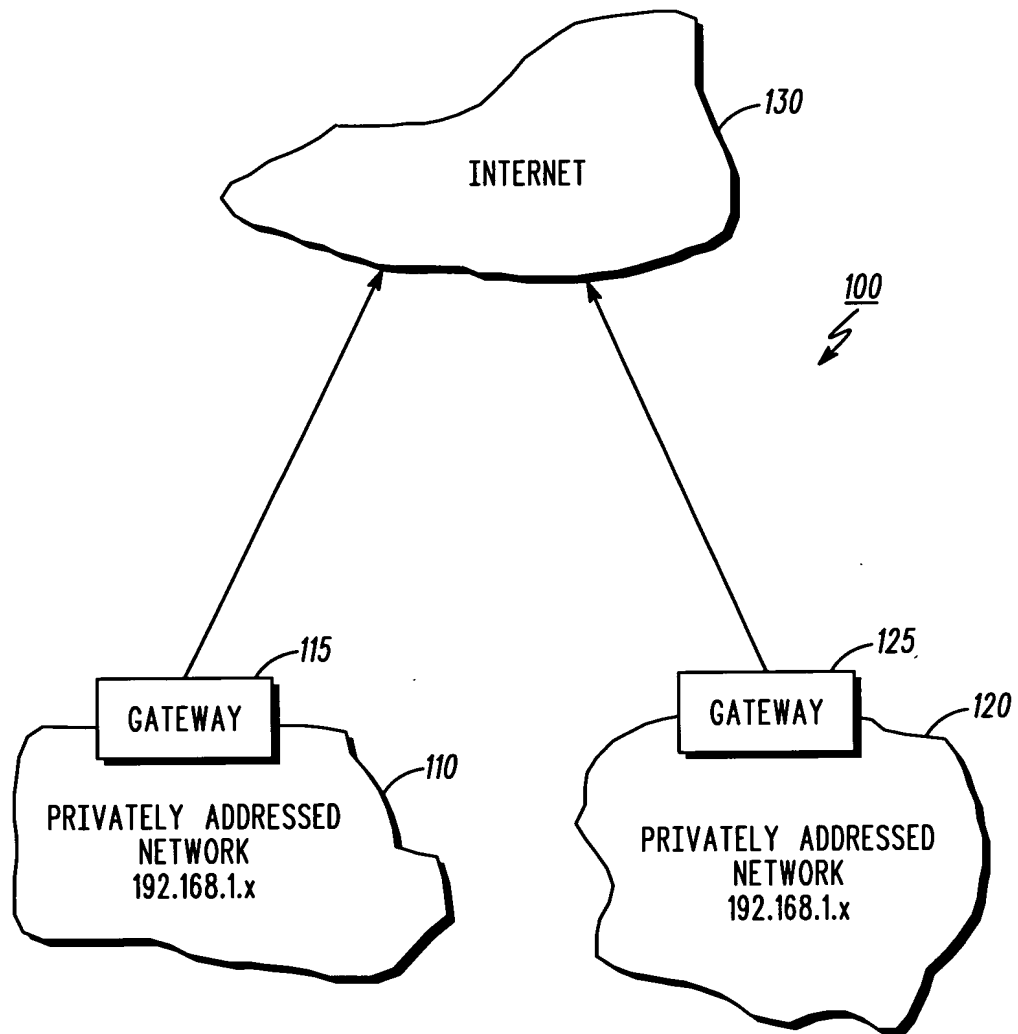 130
INTERNET
100
115
GATEWAY
125
GATEWAY
120
110
PRIVATELY ADDRESSED
NETWORK
192.168.1.x
PRIVATELY ADDRESSED
NETWORK
192.168.1.x